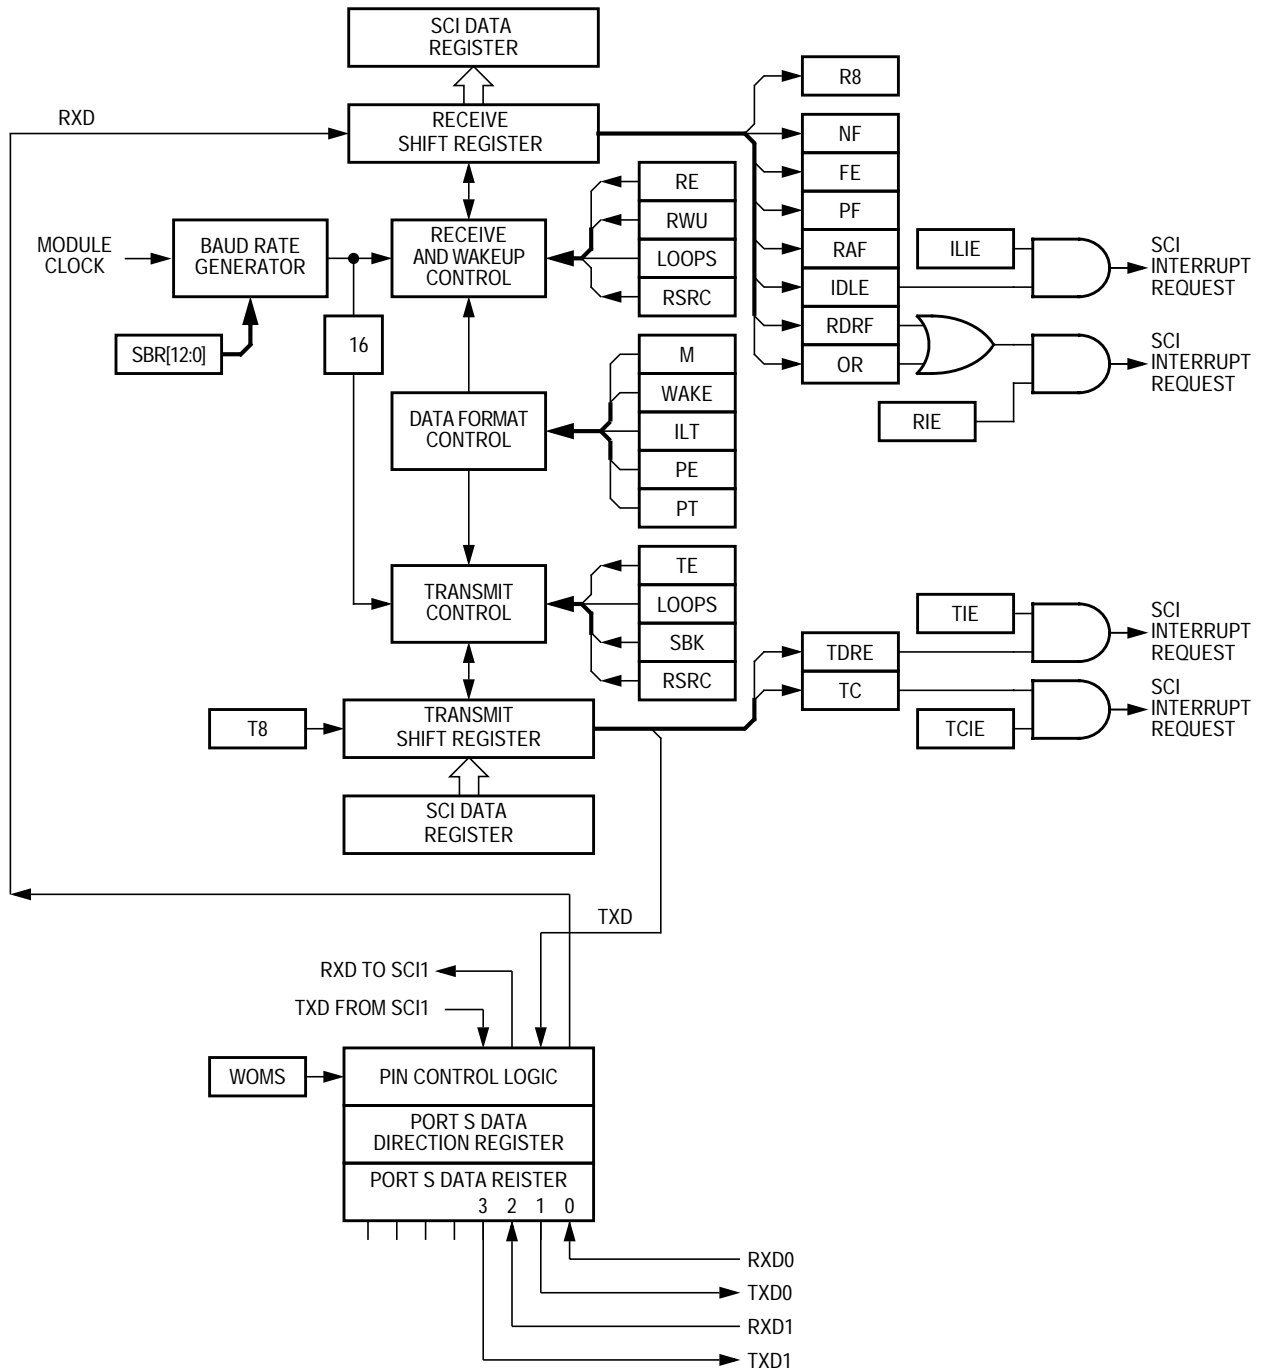 SCI DATA
REGISTER
R8
RXD
RECEIVE
SHIFT REGISTER
NF
FE
PF
RAF
IDLE
RDRF
OR
RE
RWU
LOOPS
RSRC
MODULE
CLOCK
BAUD RATE
GENERATOR
RECEIVE
AND WAKEUP
CONTROL
ILIE
SCI
INTERRUPT
REQUEST
SBR[12:0]
16
SCI
INTERRUPT
REQUEST
RIE
M
WAKE
ILT
PE
PT
DATA FORMAT
CONTROL
TE
LOOPS
SBK
RSRC
TRANSMIT
CONTROL
TIE
SCI
INTERRUPT
REQUEST
TDRE
TC
TCIE
SCI
INTERRUPT
REQUEST
T8
TRANSMIT
SHIFT REGISTER
SCI DATA
REGISTER
TXD
RXD TO SCI1
TXD FROM SCI1
WOMS
PIN CONTROL LOGIC
PORT S DATA
DIRECTION REGISTER
PORT S DATA REISTER
3 2 1 0
RXD0
TXD0
RXD1
TXD1